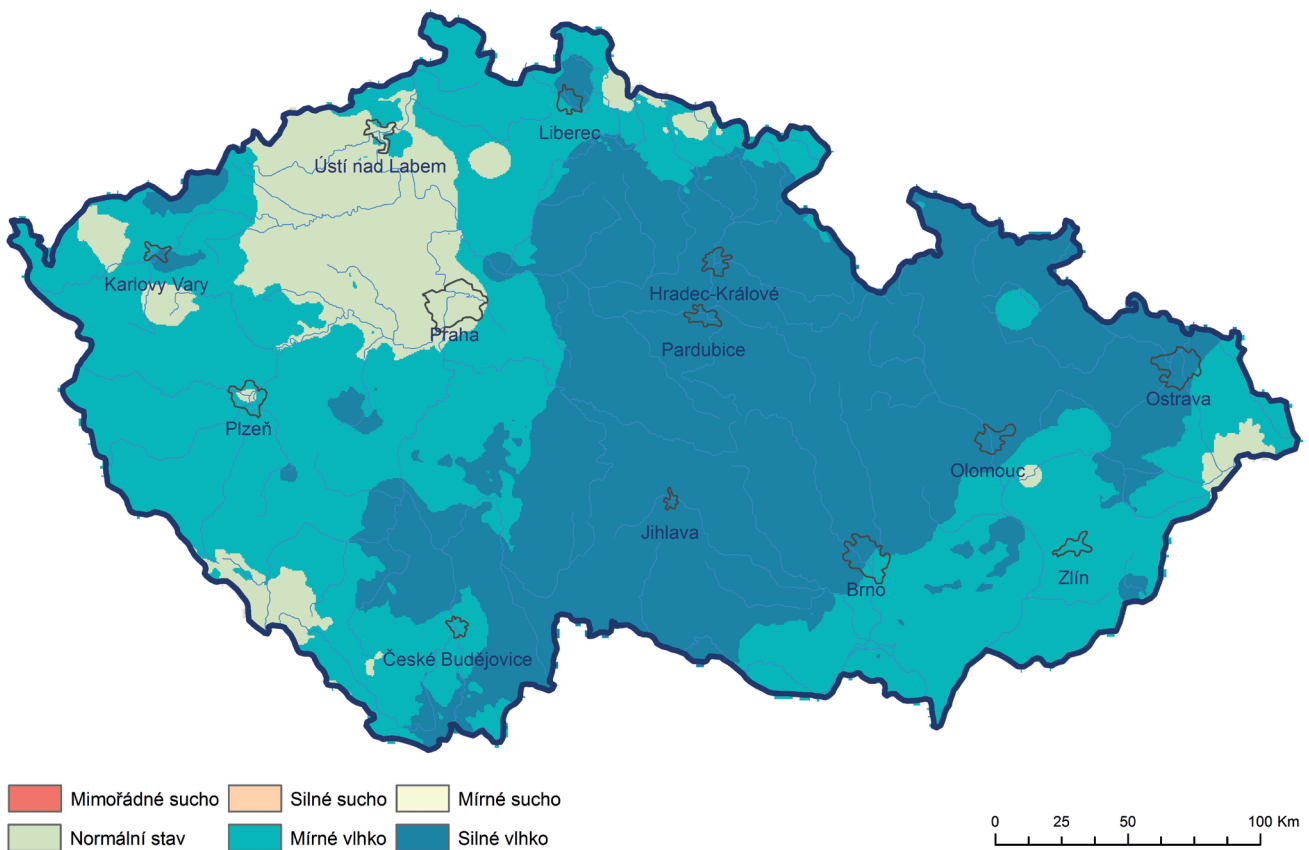 Liberec
Ústí nad Labem
Karlovy Vary
Hradec-Králové
Praha
Pardubice
Ostrava
Plzeň
Olomouc
Jihlava
Zlín
Brno
České Budějovice
Mimořádné sucho
Silné sucho
Mírné sucho
Normální stav
Mírné vlhko
Silné vlhko
0 25 50 100 Km